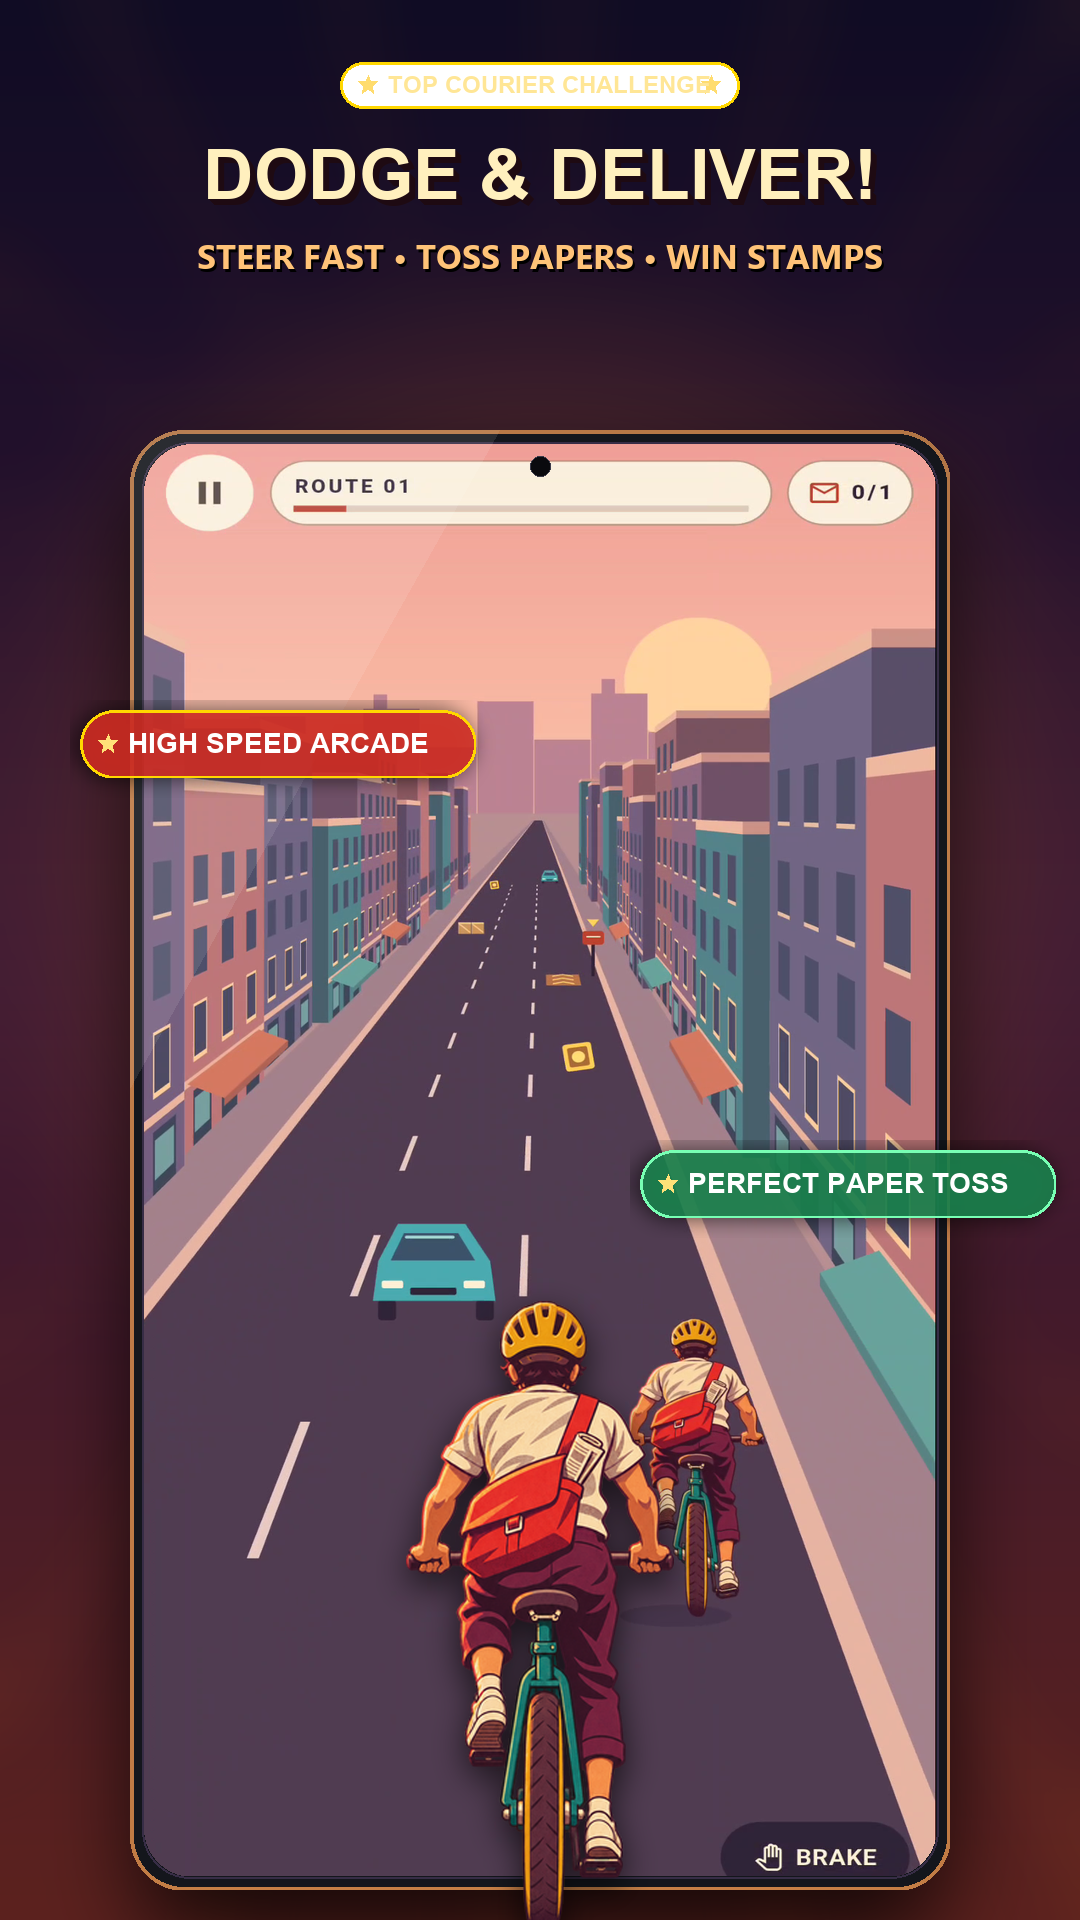 TOP COURIER CHALLENGE
DODGE & DELIVER!
STEER FAST • TOSS PAPERS • WIN STAMPS
ROUTE 01
0/1
HIGH SPEED ARCADE
PERFECT PAPER TOSS
BRAKE